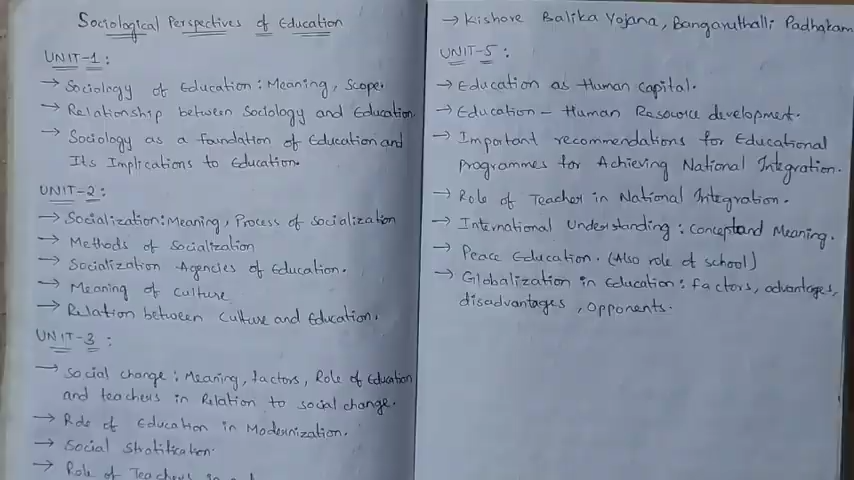 Sociological Perspectives of Education
UNIT-1:
→ Sociology of Education: Meaning, Scope.
→ Relationship between Sociology and Education.
→ Sociology as a Foundation of Education and
Its Implications to Education.
UNIT-2:
→ Socialization: Meaning, Process of Socialization
→ Methods of Socialization
→ Socialization Agencies of Education.
→ Meaning of Culture
→ Relation between Culture and Education.
UNIT-3:
→ Social change: Meaning, factors, Role of Education
and teachers in Relation to social change.
→ Role of Education in Modernization.
→ Social Stratification.
→ Role of Teachers in
→ Kishore Balika Yojana, Bangaruthalli Padhakam
UNIT-5:
→ Education as Human Capital.
→ Education - Human Resource development.
→ Important recommendations for Educational
Programmes for Achieving National Integration.
→ Role of Teacher in National Integration.
→ International Understanding: Concept and Meaning.
→ Peace Education. (Also role of school)
→ Globalization in Education: factors, advantages,
disadvantages, Opponents.